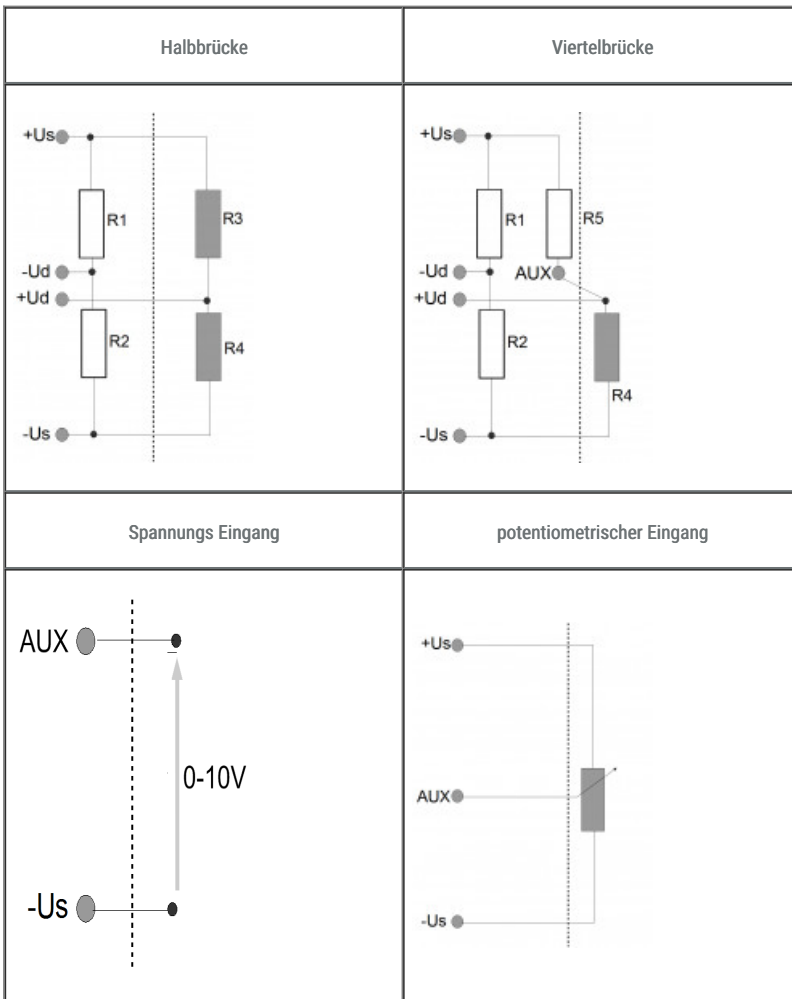 Halbbrücke
Viertelbrücke
+Us
R1
R3
-Ud
+Ud
R2
R4
-Us
+Us
R1
R5
-Ud
AUX
+Ud
R2
R4
-Us
Spannungs Eingang
potentiometrischer Eingang
AUX
0-10V
-Us
+Us
AUX
-Us